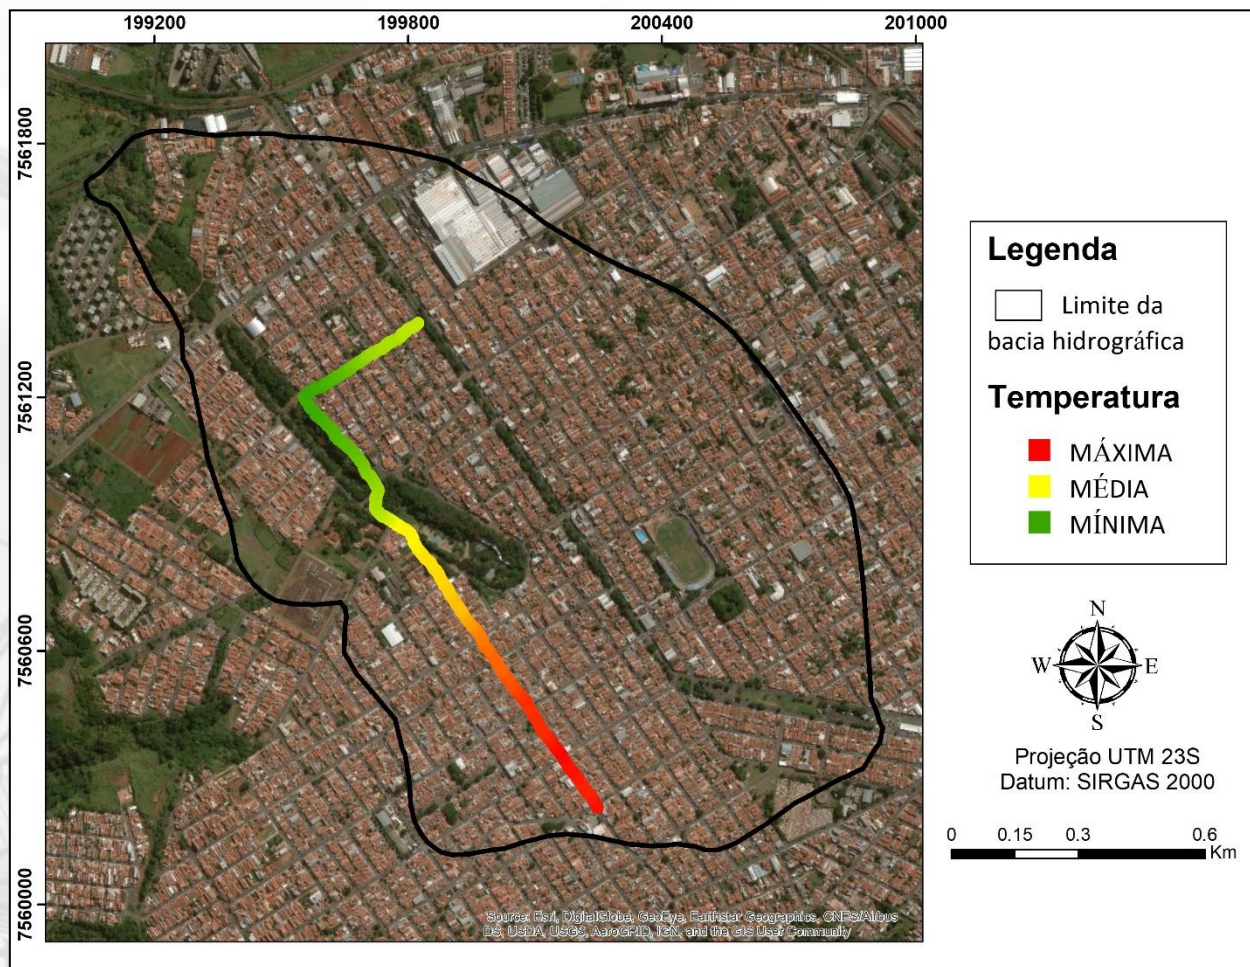 199200 199800 200400 201000
7561800
7561200
7560600
7560000
Legenda
Limite da
bacia hidrográfica
Temperatura
MÁXIMA
MÉDIA
MÍNIMA
N
W E
S
Projeção UTM 23S
Datum: SIRGAS 2000
0 0.15 0.3 0.6
Km
Source: Esri, DigitalGlobe, GeoEye, Earthstar Geographics, CNES/Airbus
DS, USDA, USGS, AeroGRID, IGN, and the GIS User Community